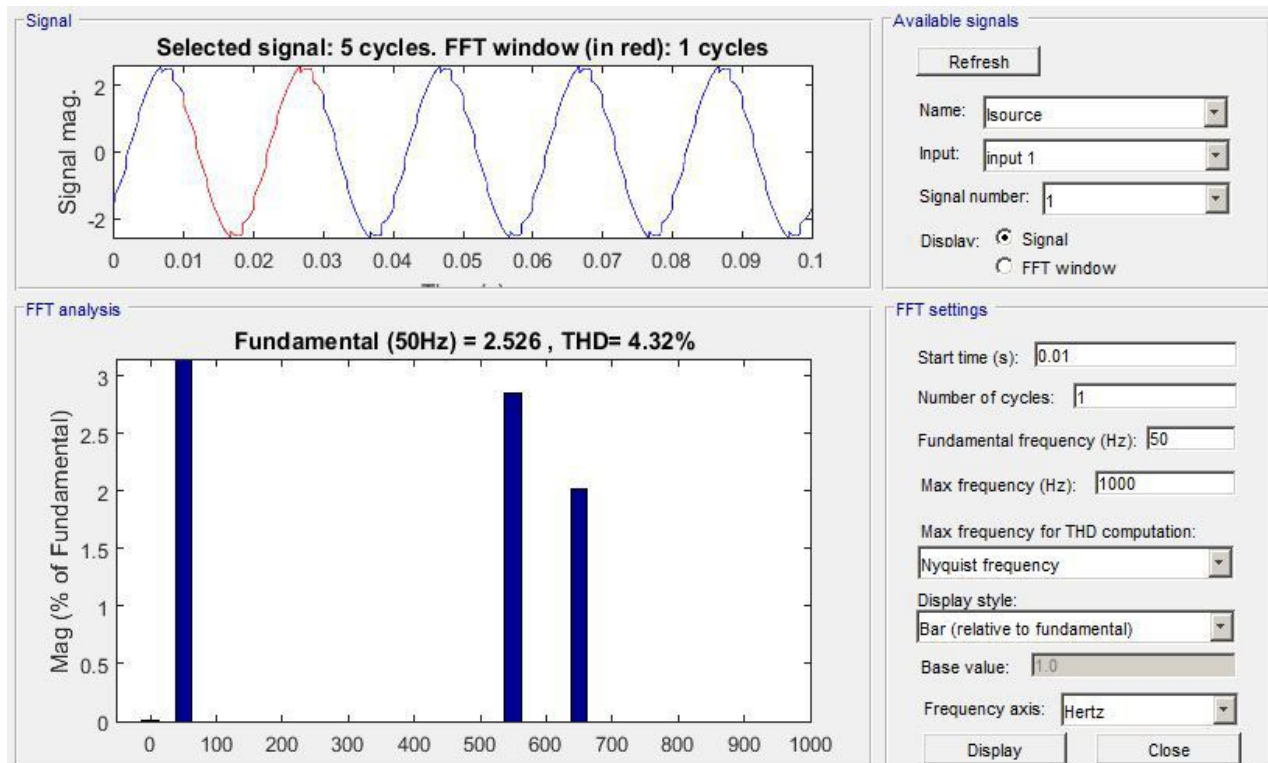 Signal
Selected signal: 5 cycles. FFT window (in red): 1 cycles
Signal mag.
2
0
-2
0 0.01 0.02 0.03 0.04 0.05 0.06 0.07 0.08 0.09 0.1
Available signals
Refresh
Name: Isource
Input: input 1
Signal number: 1
Display: Signal
FFT window
FFT analysis
Fundamental (50Hz) = 2.526 , THD= 4.32%
Mag (% of Fundamental)
3
2.5
2
1.5
1
0.5
0
0 100 200 300 400 500 600 700 800 900 1000
FFT settings
Start time (s): 0.01
Number of cycles: 1
Fundamental frequency (Hz): 50
Max frequency (Hz): 1000
Max frequency for THD computation:
Nyquist frequency
Display style:
Bar (relative to fundamental)
Base value: 1.0
Frequency axis: Hertz
Display Close